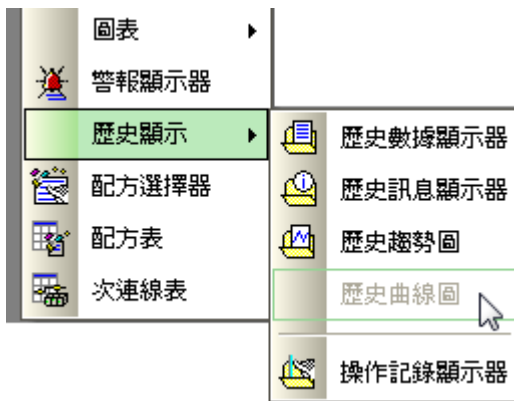 圖表
警報顯示器
歷史顯示
配方選擇器
配方表
次連線表
歷史數據顯示器
歷史訊息顯示器
歷史趨勢圖
歷史曲線圖
操作記錄顯示器